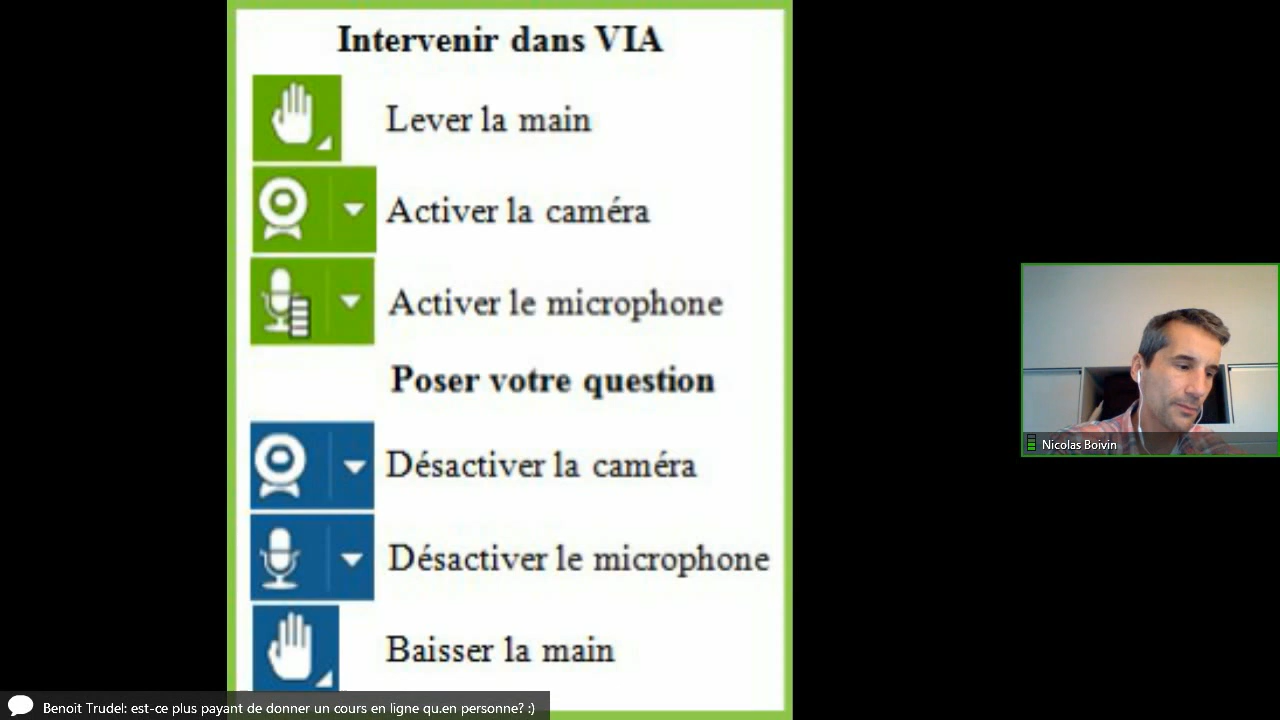 Intervenir dans VIA
Lever la main
Activer la caméra
Activer le microphone
Poser votre question
Désactiver la caméra
Désactiver le microphone
Baisser la main
Nicolas Boivin
Benoit Trudel: est-ce plus payant de donner un cours en ligne qu.en personne? :)